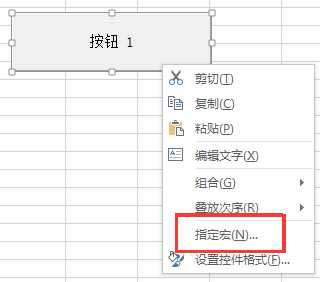 按钮 1
剪切(T)
复制(C)
粘贴(P)
编辑文字(X)
组合(G)
叠放次序(R)
指定宏(N)...
设置控件格式(F)...